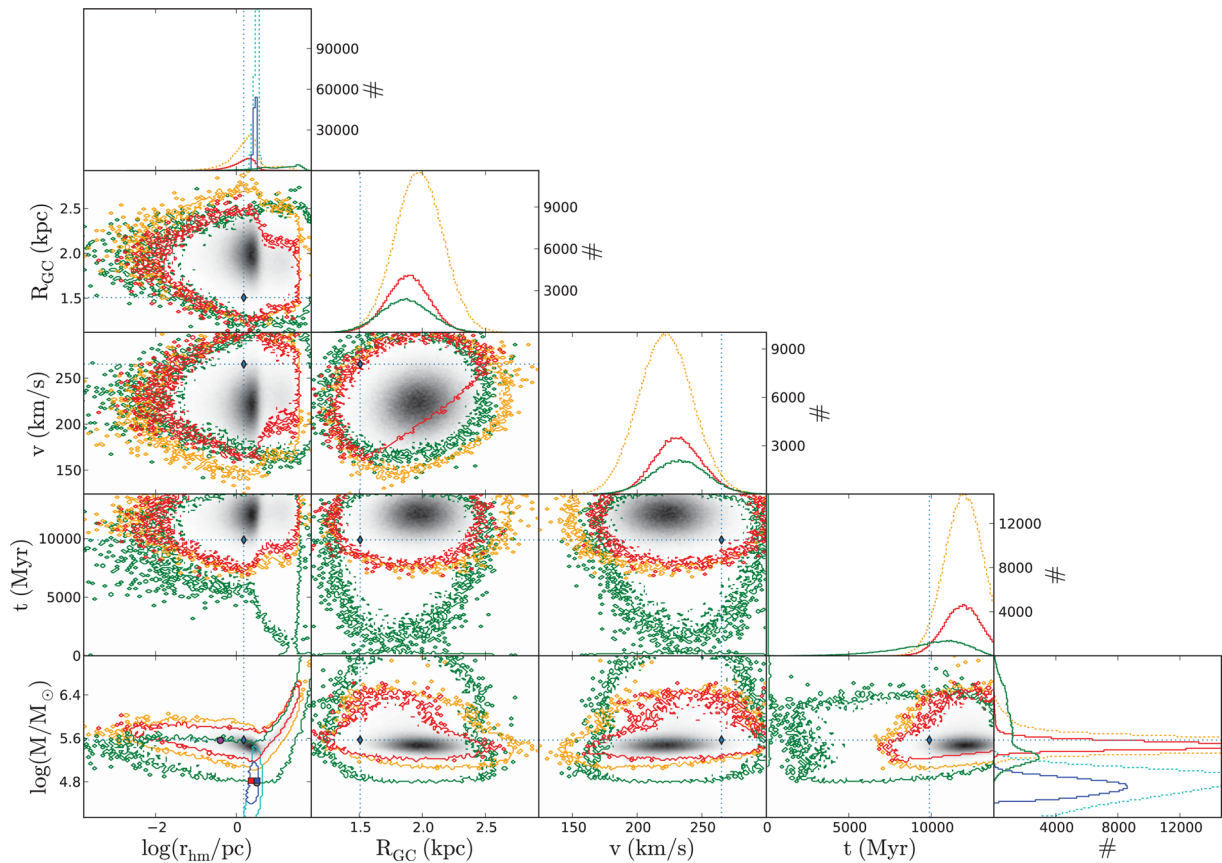 90000
60000 #
30000
2.5
2.0
1.5
R_GC (kpc)
9000
6000 #
3000
250
200
150
v (km/s)
9000
6000 #
3000
10000
5000
0
t (Myr)
12000
8000 #
4000
6.4
5.6
4.8
log(M/M⊙)
−2 0
1.5 2.0 2.5
150 200 250
0 5000 10000
4000 8000 12000
log(r_hm/pc) R_GC (kpc) v (km/s) t (Myr) #